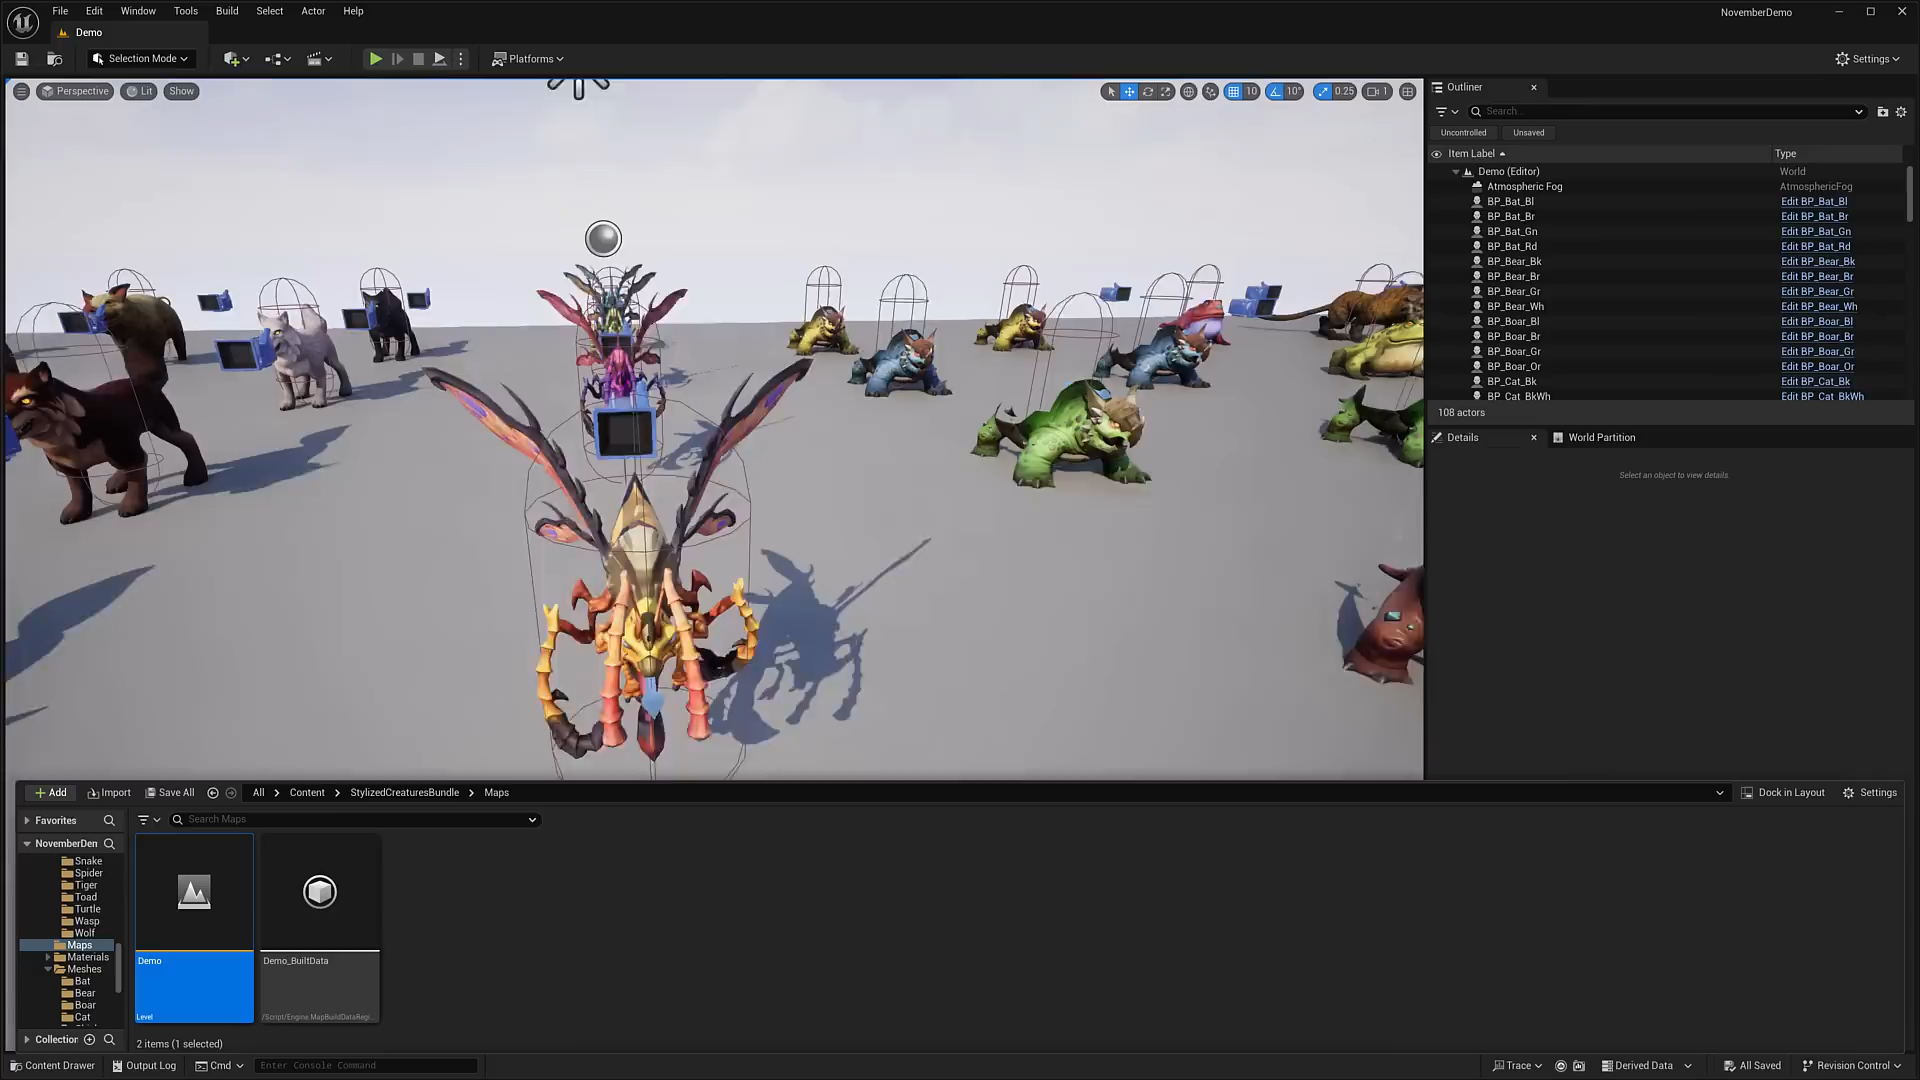 File Edit Window Tools Build Select Actor Help
NovemberDemo
Demo
Selection Mode
Platforms
Settings
Perspective
Lit
Show
10
10°
0.25
1
Outliner
Search...
Uncontrolled
Unsaved
Item Label
Type
Demo (Editor) World
Atmospheric Fog AtmosphericFog
BP_Bat_Bl Edit BP_Bat_Bl
BP_Bat_Br Edit BP_Bat_Br
BP_Bat_Gn Edit BP_Bat_Gn
BP_Bat_Rd Edit BP_Bat_Rd
BP_Bear_Bk Edit BP_Bear_Bk
BP_Bear_Br Edit BP_Bear_Br
BP_Bear_Gr Edit BP_Bear_Gr
BP_Bear_Wh Edit BP_Bear_Wh
BP_Boar_Bl Edit BP_Boar_Bl
BP_Boar_Br Edit BP_Boar_Br
BP_Boar_Gr Edit BP_Boar_Gr
BP_Boar_Or Edit BP_Boar_Or
BP_Cat_Bk Edit BP_Cat_Bk
BP_Cat_BkWh Edit BP_Cat_BkWh
108 actors
Details
World Partition
Select an object to view details.
Add
Import
Save All
All > Content > StylizedCreaturesBundle > Maps
Dock in Layout
Settings
Favorites
Search Maps
NovemberDen
Snake
Spider
Tiger
Toad
Turtle
Wasp
Wolf
Maps
Materials
Meshes
Bat
Bear
Boar
Cat
Collection
Demo
Level
Demo_BuiltData
/Script/Engine.MapBuildDataRegi...
2 items (1 selected)
Content Drawer
Output Log
Cmd
Enter Console Command
Trace
Derived Data
All Saved
Revision Control